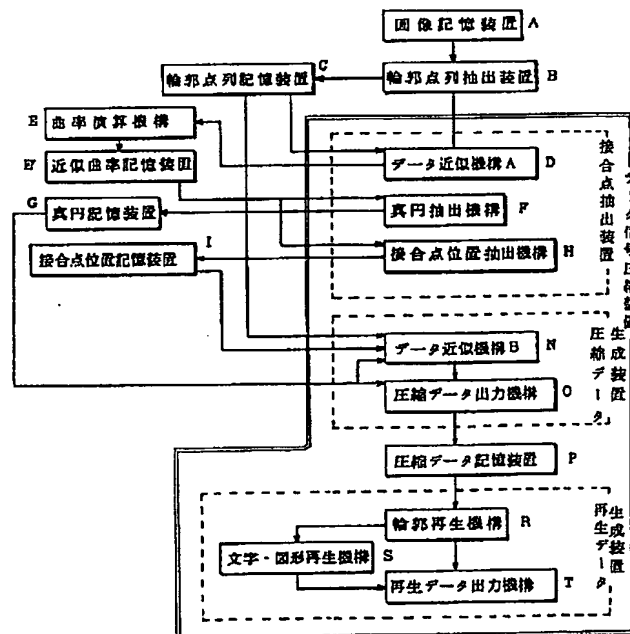 画像記憶装置 A
輪郭点列記憶装置 C
輪郭点列抽出装置 B
E 曲率演算機構
データ近似機構A D
E' 近似曲率記憶装置
G 真円記憶装置
真円抽出機構 F
接合点位置記憶装置 I
接合点位置抽出機構 H
接合点抽出装置
データ近似機構B N
圧縮データ出力機構 O
圧縮データ
生成装置
圧縮データ記憶装置 P
輪郭再生機構 R
文字・図形再生機構 S
再生データ出力機構 T
再生データ
生成装置